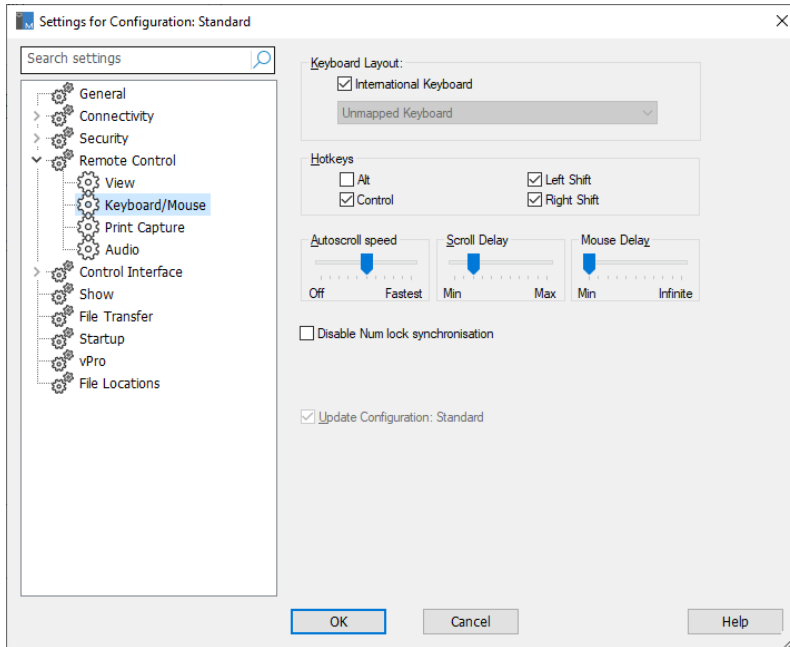 Settings for Configuration: Standard
Search settings
General
Connectivity
Security
Remote Control
View
Keyboard/Mouse
Print Capture
Audio
Control Interface
Show
File Transfer
Startup
vPro
File Locations
Keyboard Layout:
International Keyboard
Unmapped Keyboard
Hotkeys
Alt
Left Shift
Control
Right Shift
Autoscroll speed
Off Fastest
Scroll Delay
Min Max
Mouse Delay
Min Infinite
Disable Num lock synchronisation
Update Configuration: Standard
OK Cancel Help